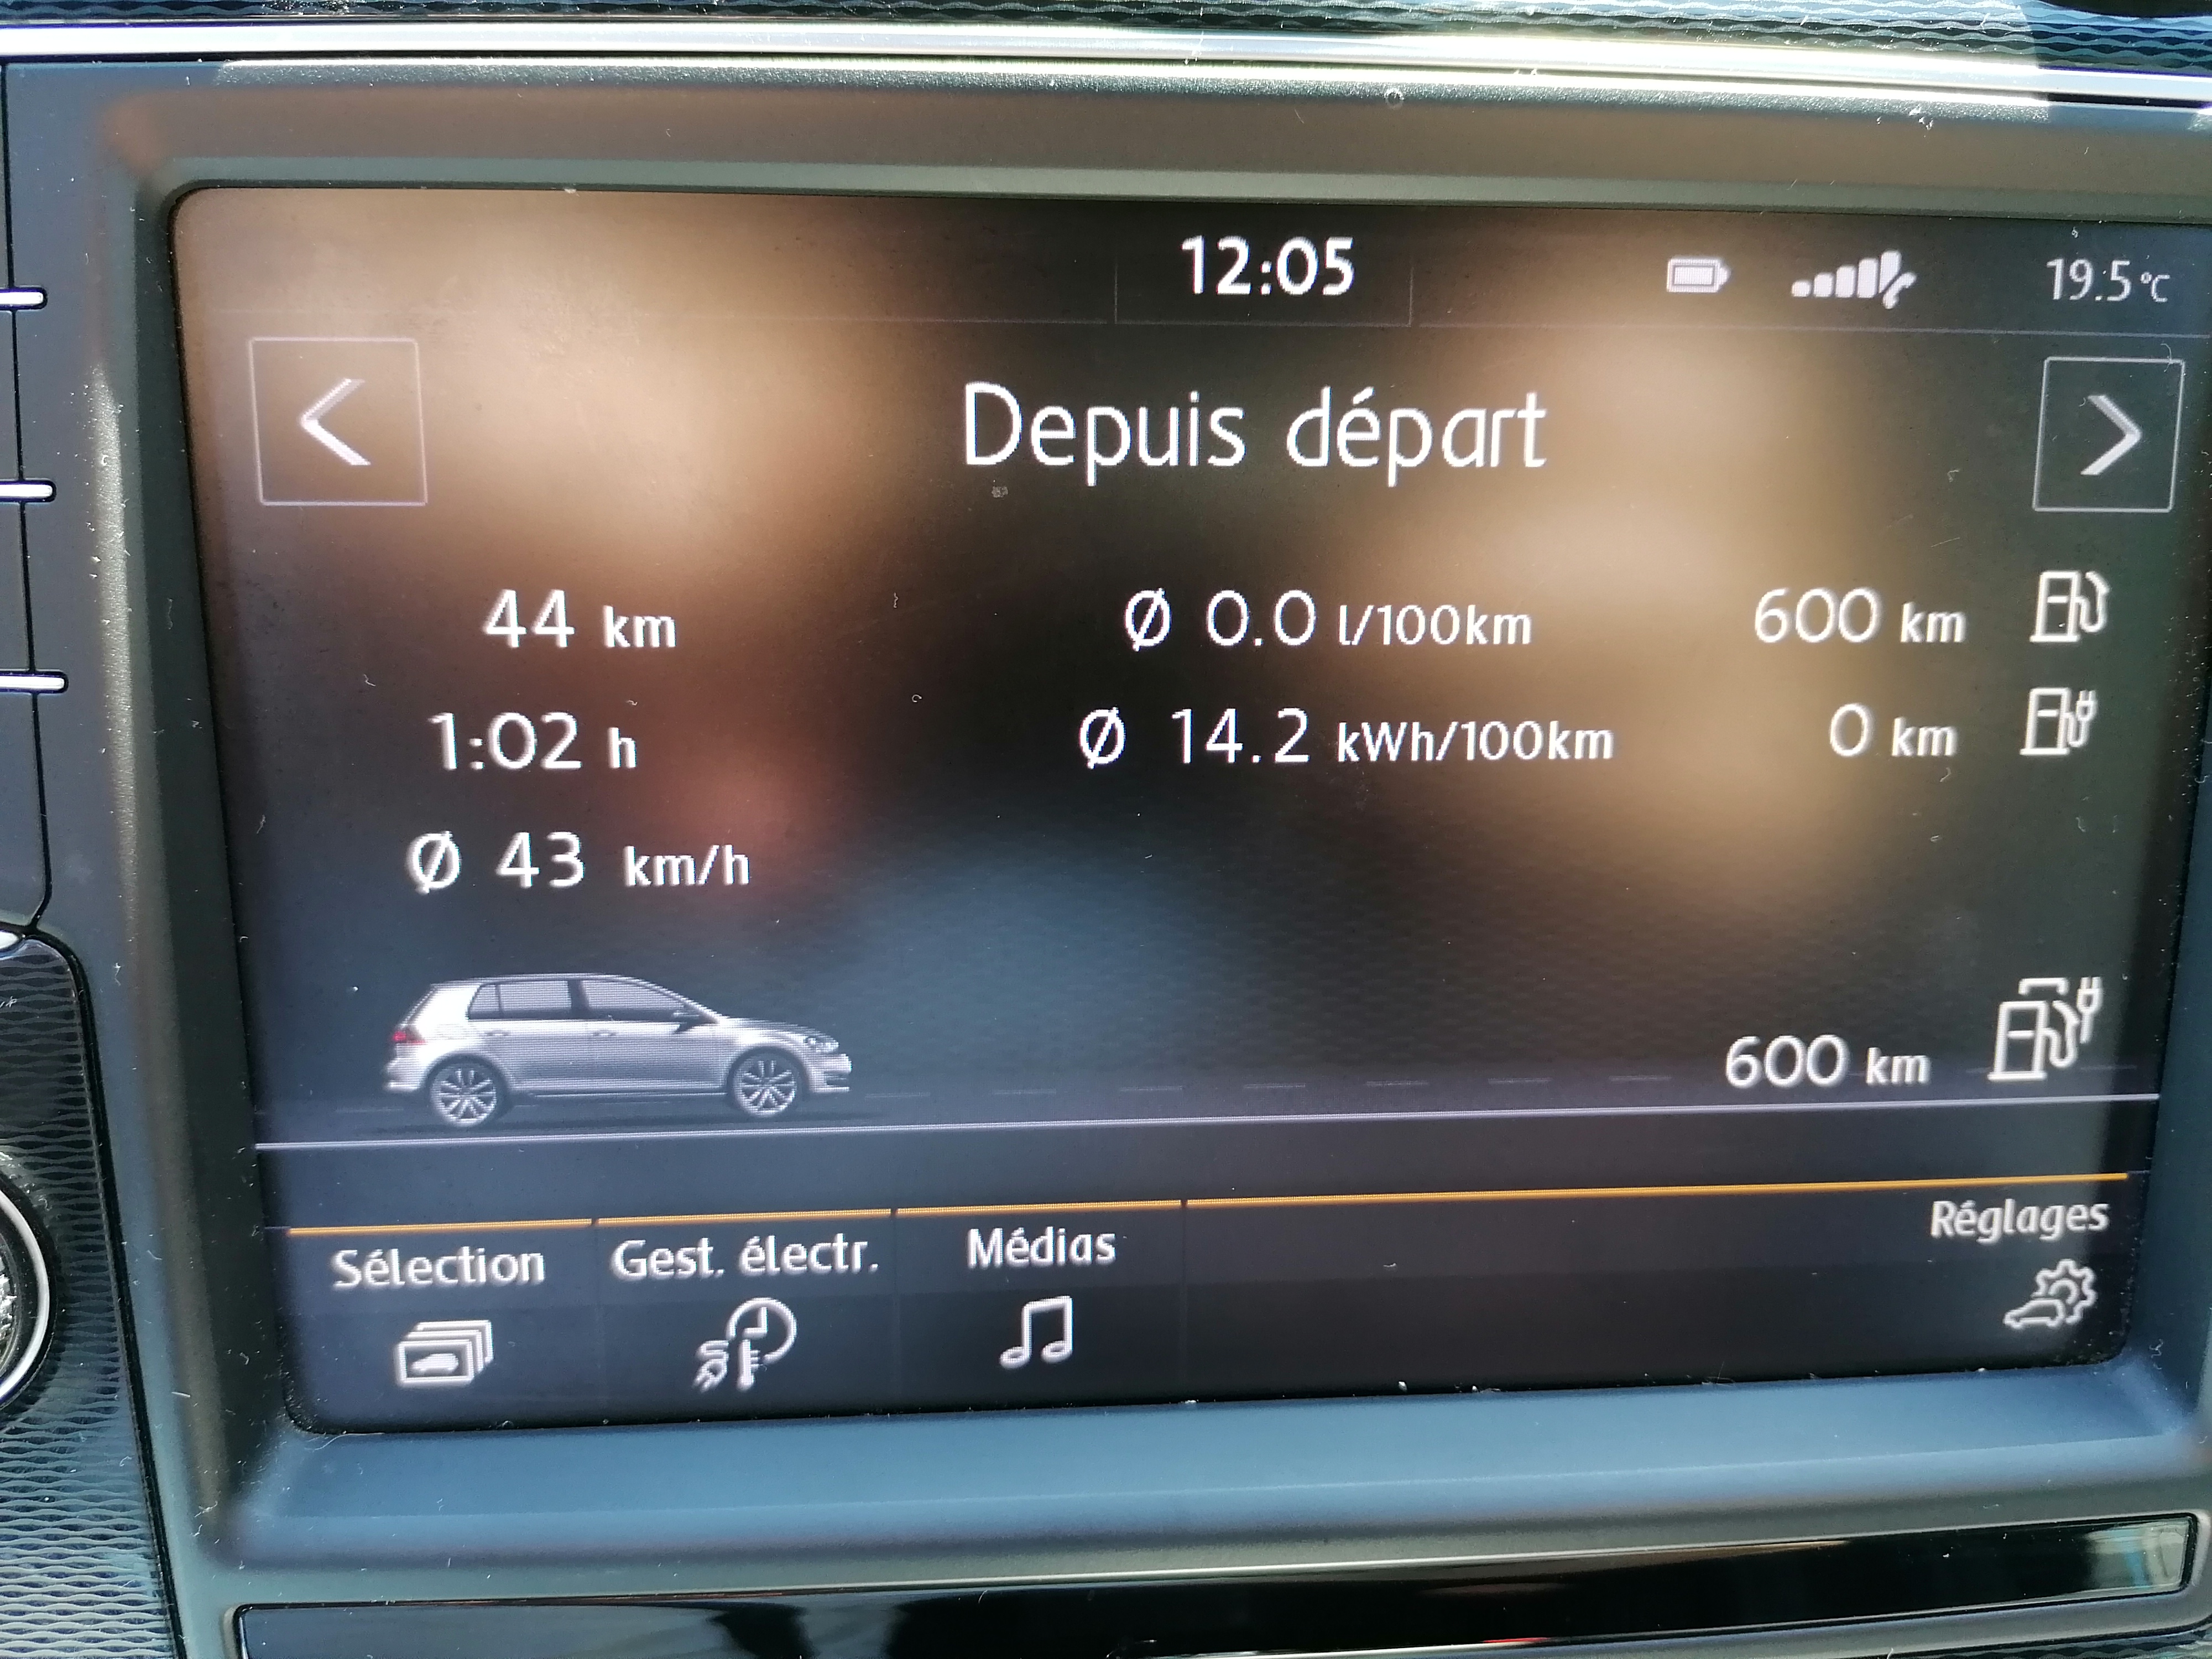 12:05
19.5 °C
Depuis départ
44 km
Ø 0.0 l/100km
600 km
1:02 h
Ø 14.2 kWh/100km
0 km
Ø 43 km/h
600 km
Sélection
Gest. électr.
Médias
Réglages